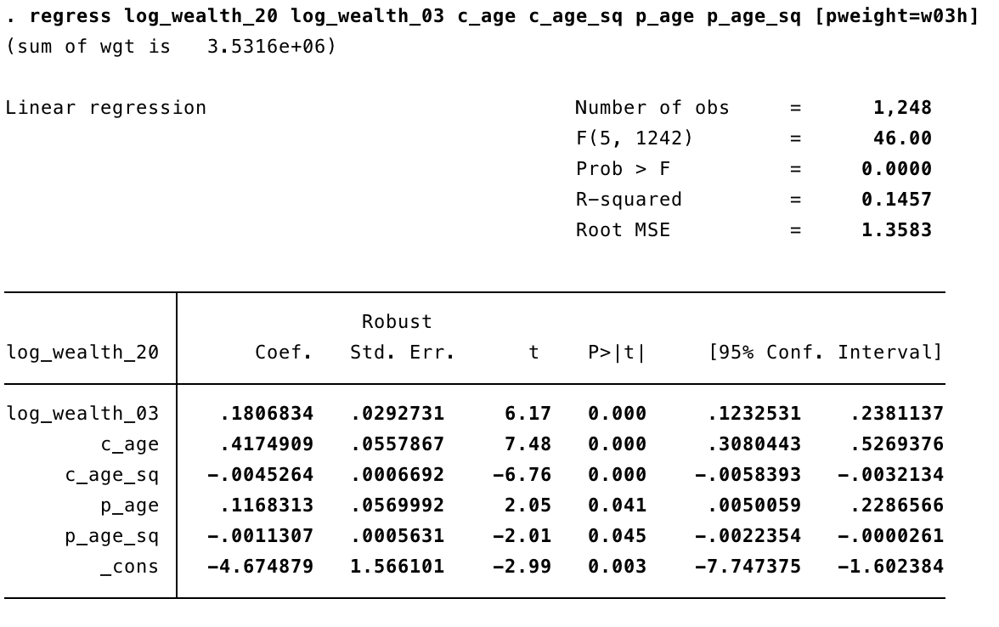 . regress log_wealth_20 log_wealth_03 c_age c_age_sq p_age p_age_sq [pweight=w03h]
(sum of wgt is   3.5316e+06)
Linear regression                               Number of obs     =      1,248
                                                F(5, 1242)        =      46.00
                                                Prob > F          =     0.0000
                                                R-squared         =     0.1457
                                                Root MSE          =     1.3583
Robust
log_wealth_20        Coef.   Std. Err.      t    P>|t|     [95% Conf. Interval]
log_wealth_03     .1806834   .0292731     6.17   0.000     .1232531    .2381137
c_age     .4174909   .0557867     7.48   0.000     .3080443    .5269376
c_age_sq    -.0045264   .0006692    -6.76   0.000    -.0058393   -.0032134
p_age     .1168313   .0569992     2.05   0.041     .0050059    .2286566
p_age_sq    -.0011307   .0005631    -2.01   0.045    -.0022354   -.0000261
_cons    -4.674879   1.566101    -2.99   0.003    -7.747375   -1.602384